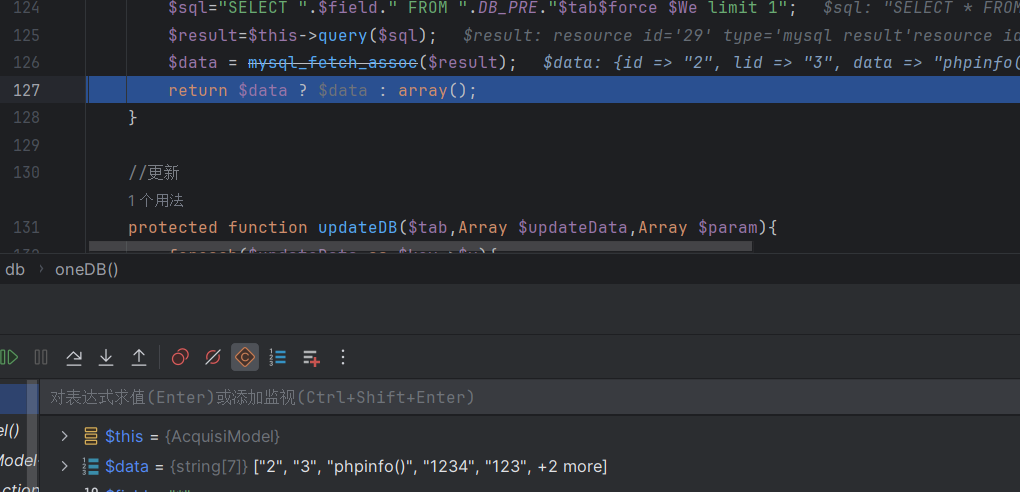 124 $sql="SELECT ".$field." FROM ".DB_PRE."$tab$force $We limit 1"; $sql: "SELECT * FROM
125 $result=$this->query($sql); $result: resource id='29' type='mysql result'resource id
126 $data = mysql_fetch_assoc($result); $data: {id => "2", lid => "3", data => "phpinfo(
127 return $data ? $data : array();
128 }
129
130 //更新
1 个用法
131 protected function updateDB($tab,Array $updateData,Array $param){
db › oneDB()
对表达式求值(Enter)或添加监视(Ctrl+Shift+Enter)
el()
$this = {AcquisiModel}
Model
$data = {string[7]} ["2", "3", "phpinfo()", "1234", "123", +2 more]